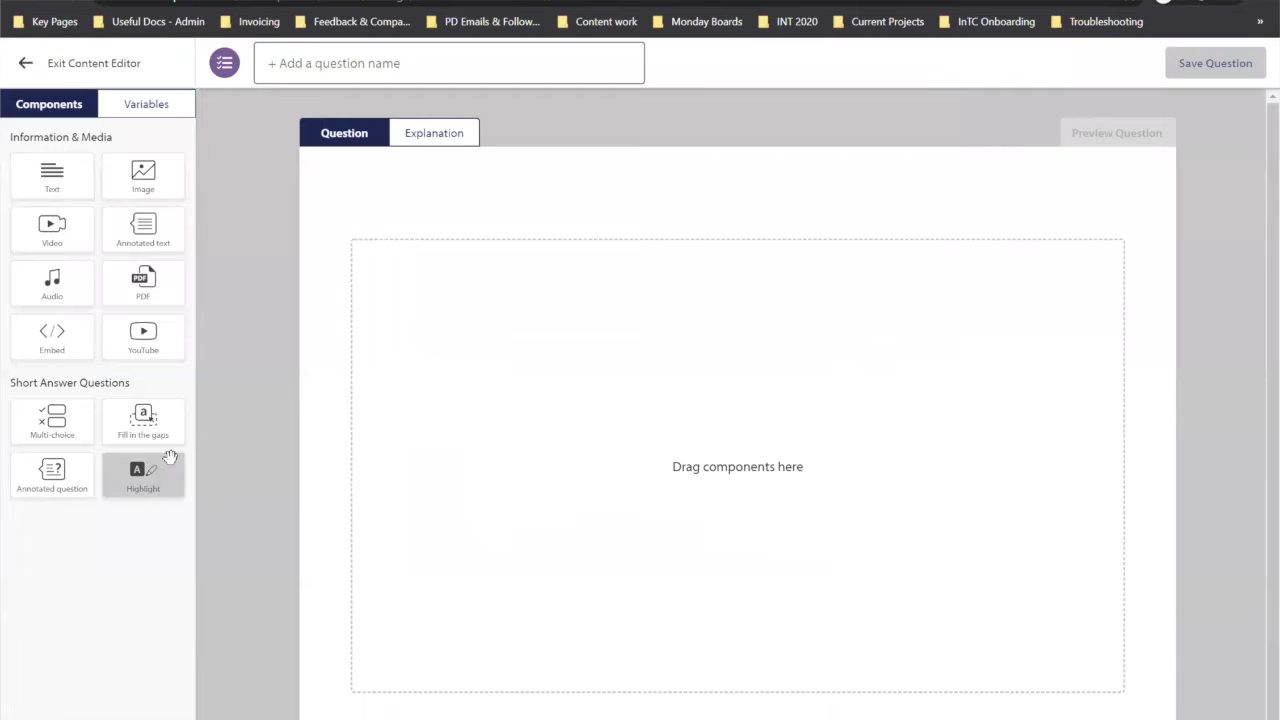 Key Pages Useful Docs - Admin Invoicing Feedback & Compa... PD Emails & Follow... Content work Monday Boards INT 2020 Current Projects InTC Onboarding Troubleshooting »
Exit Content Editor + Add a question name Save Question
Components Variables
Question Explanation Preview Question
Information & Media
Text Image
Video Annotated text
PDF
Audio PDF
</> 
Embed YouTube
Short Answer Questions
a
Multi-choice Fill in the gaps
? A
Annotated question Highlight
Drag components here